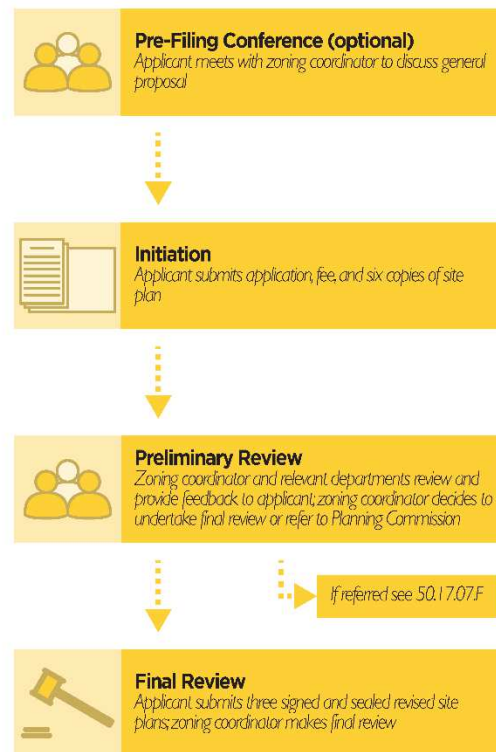 Pre-Filing Conference (optional)
Applicant meets with zoning coordinator to discuss general
proposal
Initiation
Applicant submits application, fee, and six copies of site
plan
Preliminary Review
Zoning coordinator and relevant departments review and
provide feedback to applicant; zoning coordinator decides to
undertake final review or refer to Planning Commission
If referred see 50.17.07.F
Final Review
Applicant submits three signed and sealed revised site
plans; zoning coordinator makes final review